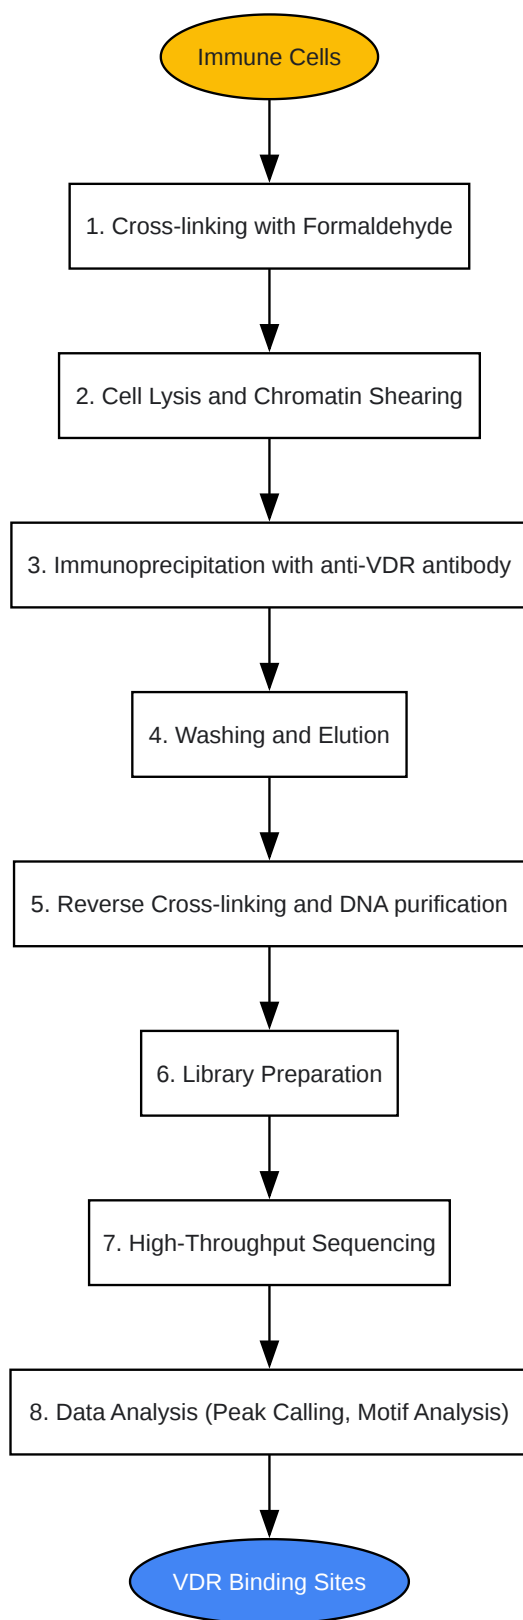 Immune Cells
1. Cross-linking with Formaldehyde
2. Cell Lysis and Chromatin Shearing
3. Immunoprecipitation with anti-VDR antibody
4. Washing and Elution
5. Reverse Cross-linking and DNA purification
6. Library Preparation
7. High-Throughput Sequencing
8. Data Analysis (Peak Calling, Motif Analysis)
VDR Binding Sites